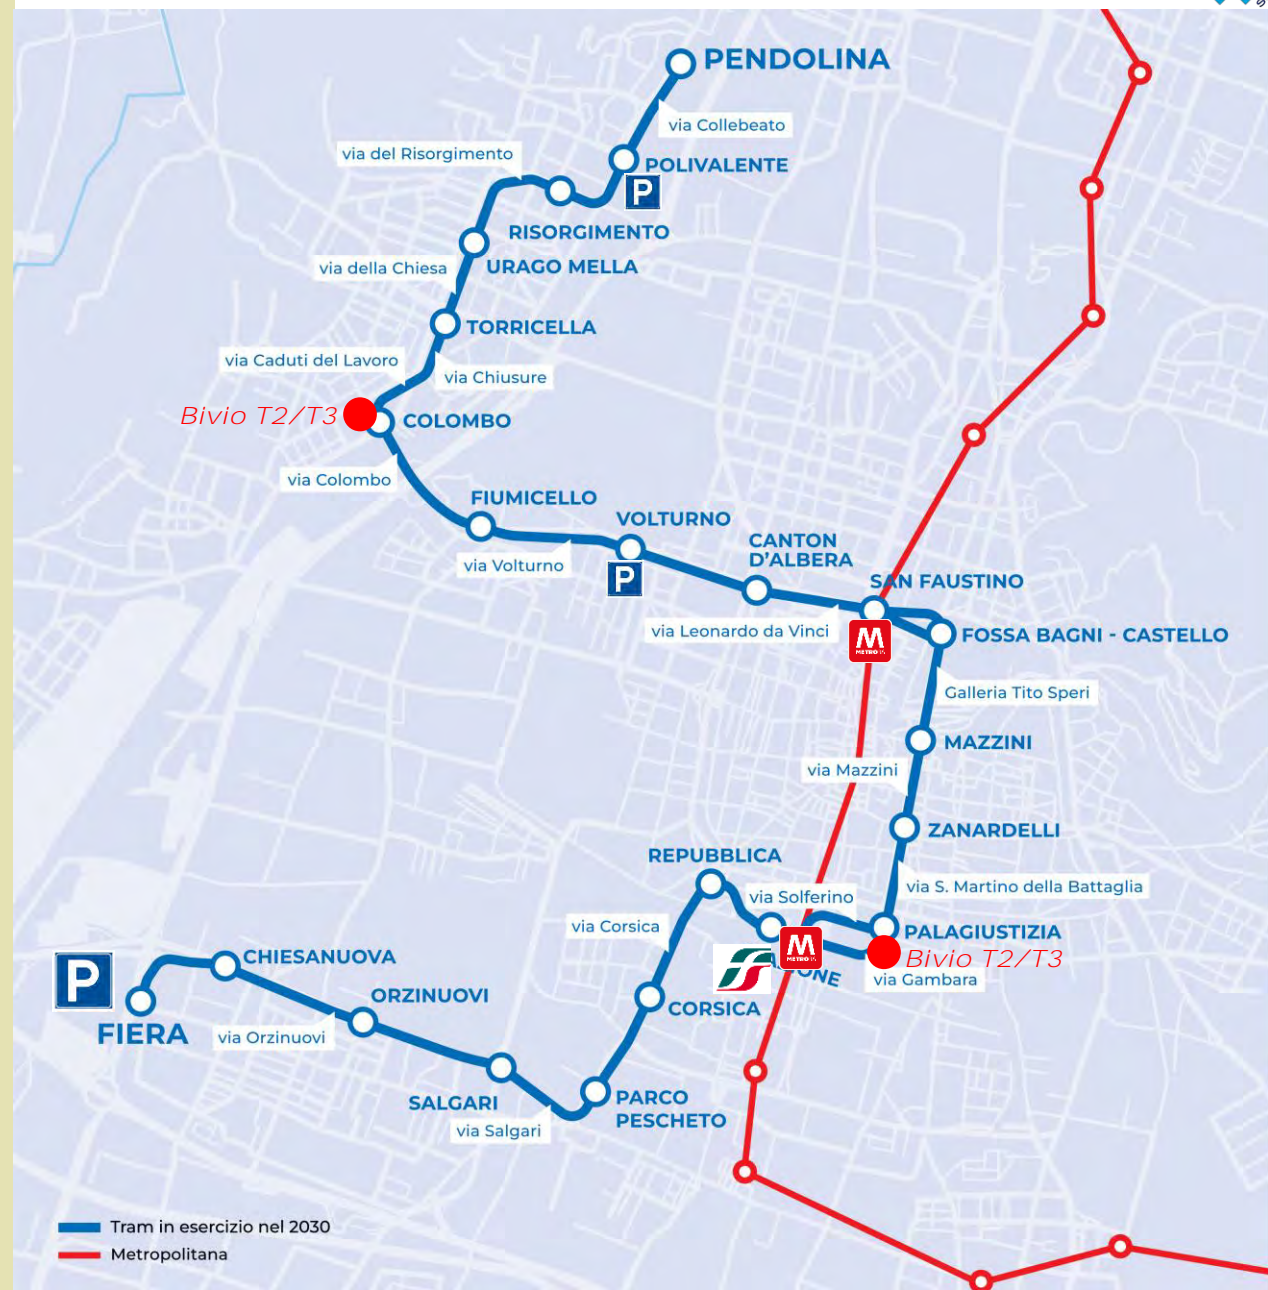 PENDOLINA
via Collebeato
via del Risorgimento
POLIVALENTE
P
RISORGIMENTO
URAGO MELLA
via della Chiesa
TORRICELLA
via Caduti del Lavoro
via Chiusure
Bivio T2/T3
COLOMBO
via Colombo
FIUMICELLO
VOLTURNO
CANTON
D'ALBERA
via Volturno
P
SAN FAUSTINO
via Leonardo da Vinci
M
METRO
FOSSA BAGNI - CASTELLO
Galleria Tito Speri
MAZZINI
via Mazzini
ZANARDELLI
REPUBBLICA
via S. Martino della Battaglia
via Solferino
via Corsica
PALAGIUSTIZIA
M
METRO
Bivio T2/T3
via Gambara
CHIESANUOVA
P
ORZINUOVI
CORSICA
FIERA
via Orzinuovi
SALGARI
PARCO
PESCHETO
via Salgari
Tram in esercizio nel 2030
Metropolitana